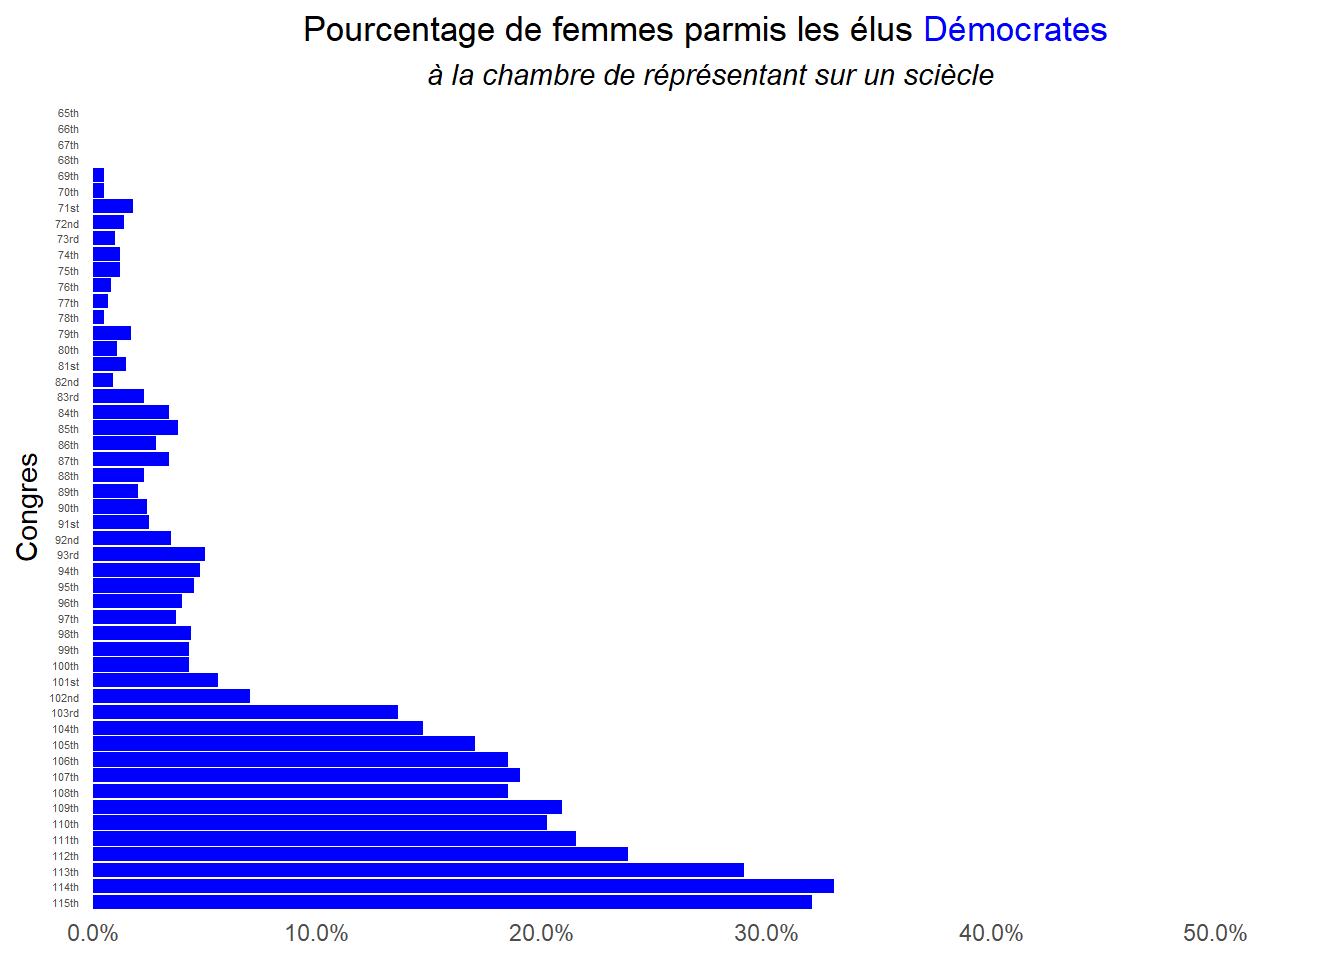 Pourcentage de femmes parmis les élus Démocrates
à la chambre de réprésentant sur un sciècle
Congres
65th
66th
67th
68th
69th
70th
71st
72nd
73rd
74th
75th
76th
77th
78th
79th
80th
81st
82nd
83rd
84th
85th
86th
87th
88th
89th
90th
91st
92nd
93rd
94th
95th
96th
97th
98th
99th
100th
101st
102nd
103rd
104th
105th
106th
107th
108th
109th
110th
111th
112th
113th
114th
115th
0.0% 10.0% 20.0% 30.0% 40.0% 50.0%